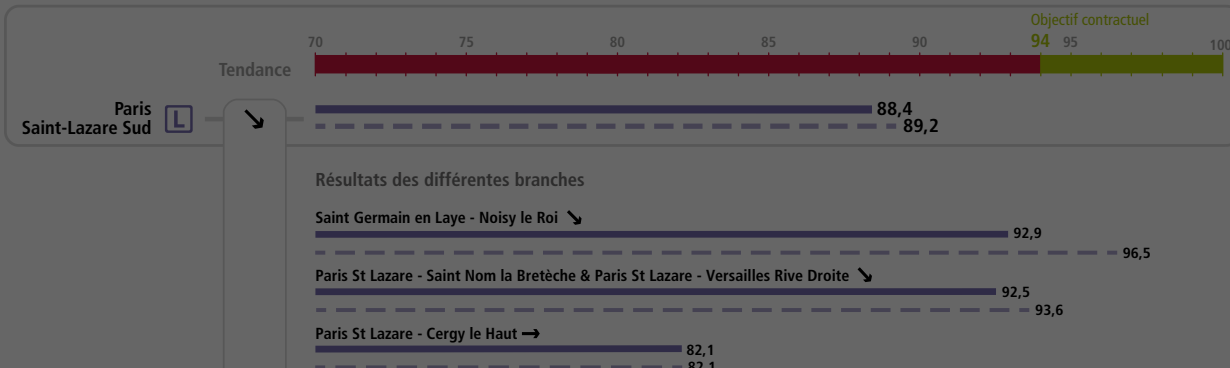 Objectif contractuel
70 75 80 85 90 94 95 100
Tendance
Paris
Saint-Lazare Sud L
88,4
89,2
Résultats des différentes branches
Saint Germain en Laye - Noisy le Roi
92,9
96,5
Paris St Lazare - Saint Nom la Bretèche & Paris St Lazare - Versailles Rive Droite
92,5
93,6
Paris St Lazare - Cergy le Haut
82,1
82,1